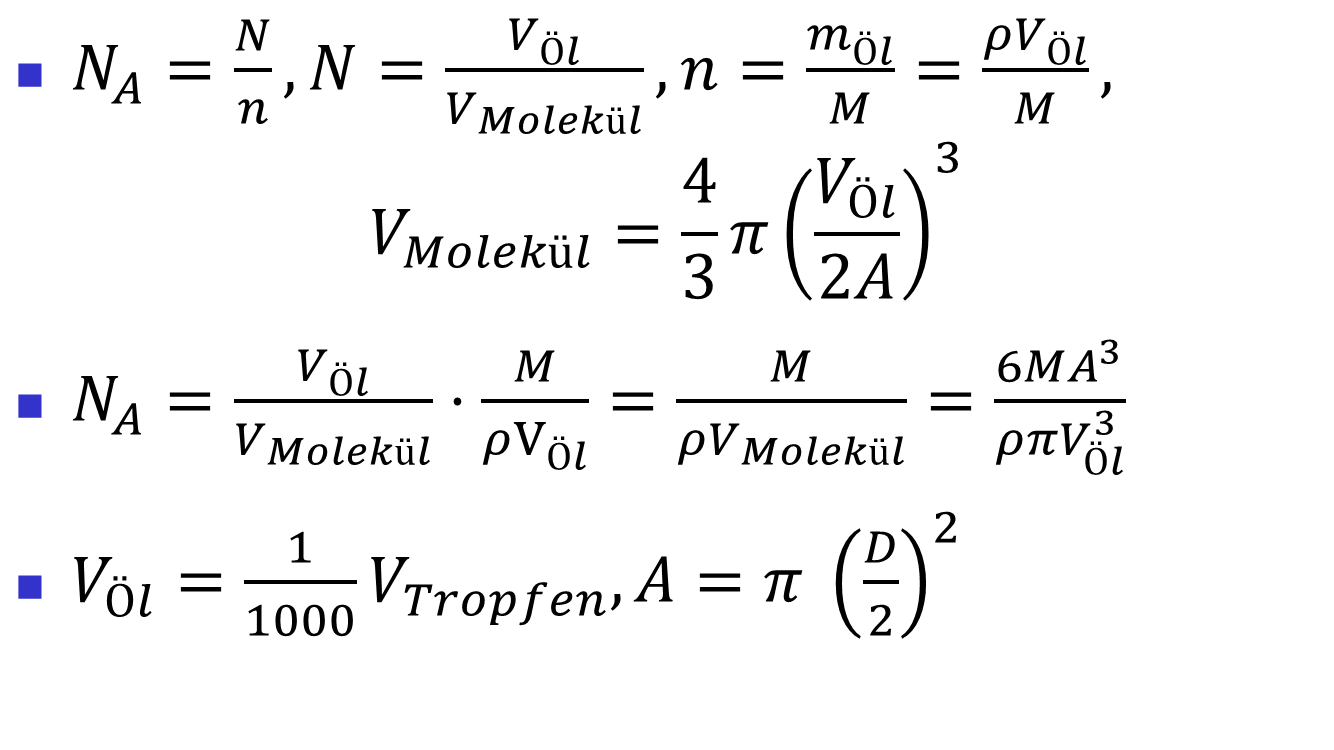 ▪ N_A = N/n, N = V_Öl/V_Molekül, n = m_Öl/M = ρV_Öl/M,
V_Molekül = 4/3 π (V_Öl/2A)^3
▪ N_A = V_Öl/V_Molekül · M/ρV_Öl = M/ρV_Molekül = 6MA^3/ρπV_Öl^3
▪ V_Öl = 1/1000 V_Tropfen, A = π (D/2)^2